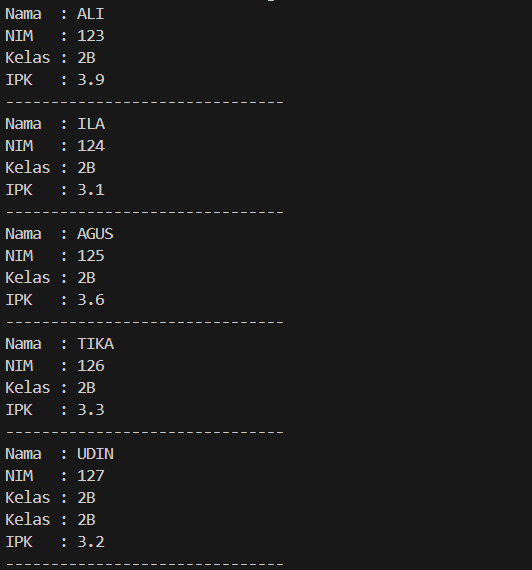 Nama  : ALI
NIM   : 123
Kelas : 2B
IPK   : 3.9
-------------------------------
Nama  : ILA
NIM   : 124
Kelas : 2B
IPK   : 3.1
-------------------------------
Nama  : AGUS
NIM   : 125
Kelas : 2B
IPK   : 3.6
-------------------------------
Nama  : TIKA
NIM   : 126
Kelas : 2B
IPK   : 3.3
-------------------------------
Nama  : UDIN
NIM   : 127
Kelas : 2B
Kelas : 2B
IPK   : 3.2
-------------------------------